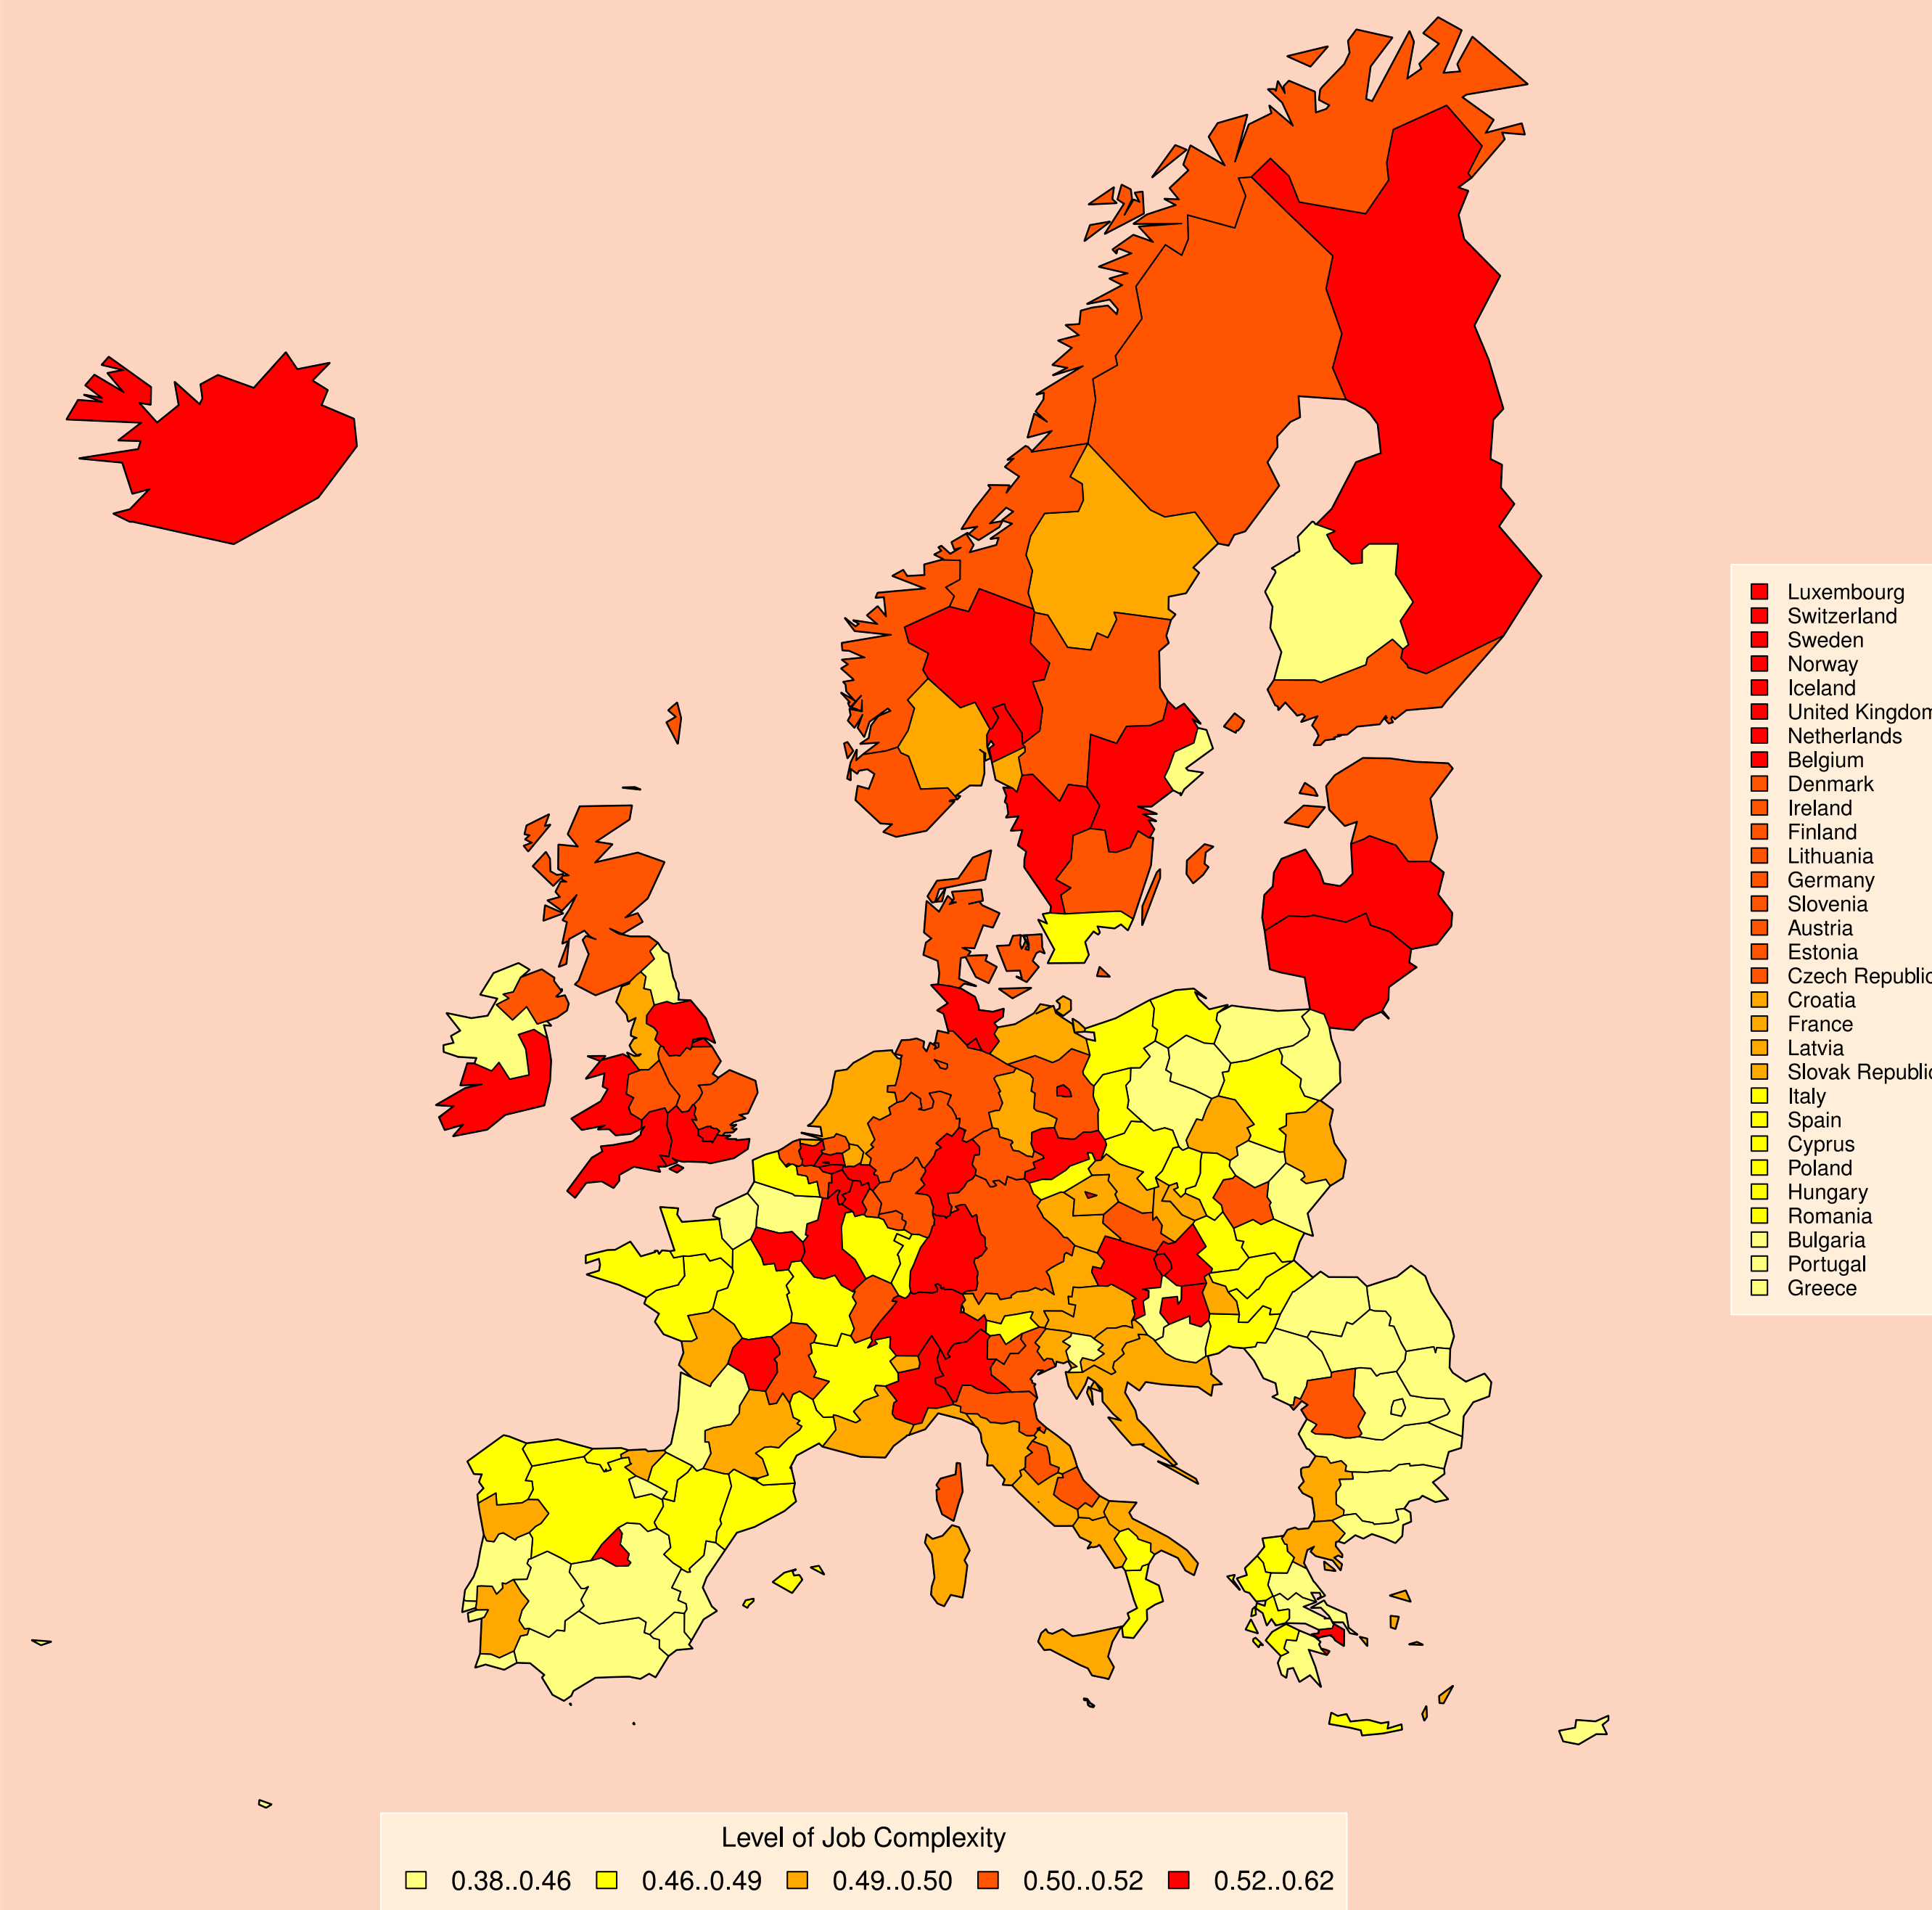 Luxembourg
Switzerland
Sweden
Norway
Iceland
United Kingdom
Netherlands
Belgium
Denmark
Ireland
Finland
Lithuania
Germany
Slovenia
Austria
Estonia
Czech Republic
Croatia
France
Latvia
Slovak Republic
Italy
Spain
Cyprus
Poland
Hungary
Romania
Bulgaria
Portugal
Greece
Level of Job Complexity
0.38..0.46 0.46..0.49 0.49..0.50 0.50..0.52 0.52..0.62